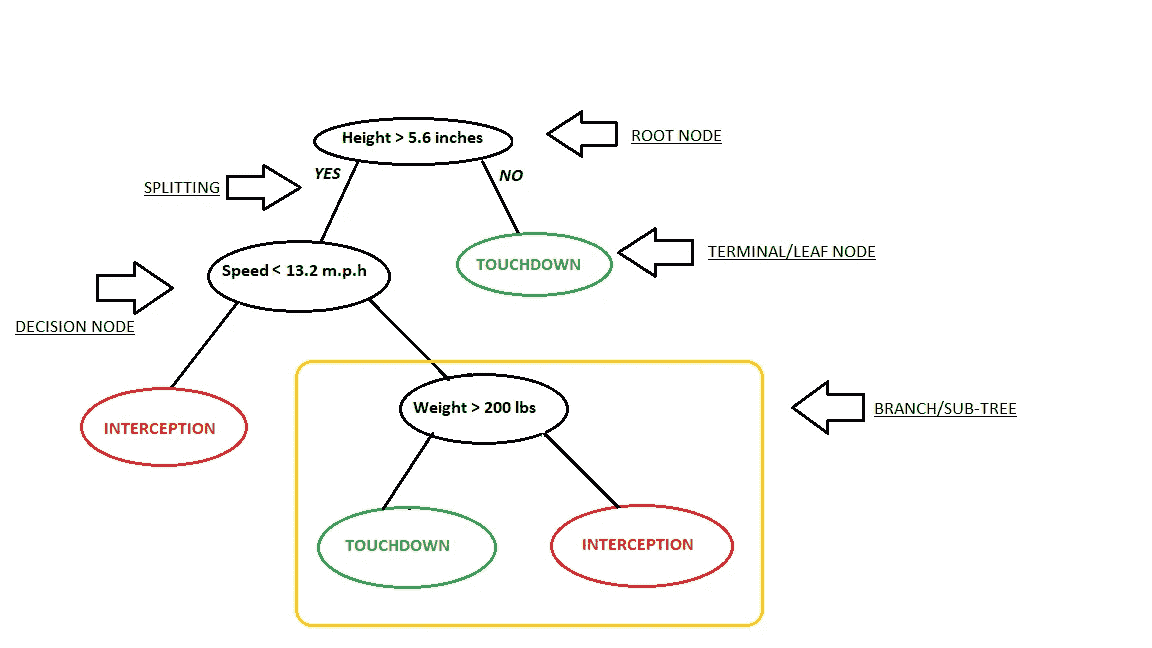 Height > 5.6 inches
ROOT NODE
YES
NO
SPLITTING
TERMINAL/LEAF NODE
TOUCHDOWN
Speed < 13.2 m.p.h
DECISION NODE
Weight > 200 lbs
BRANCH/SUB-TREE
INTERCEPTION
TOUCHDOWN
INTERCEPTION